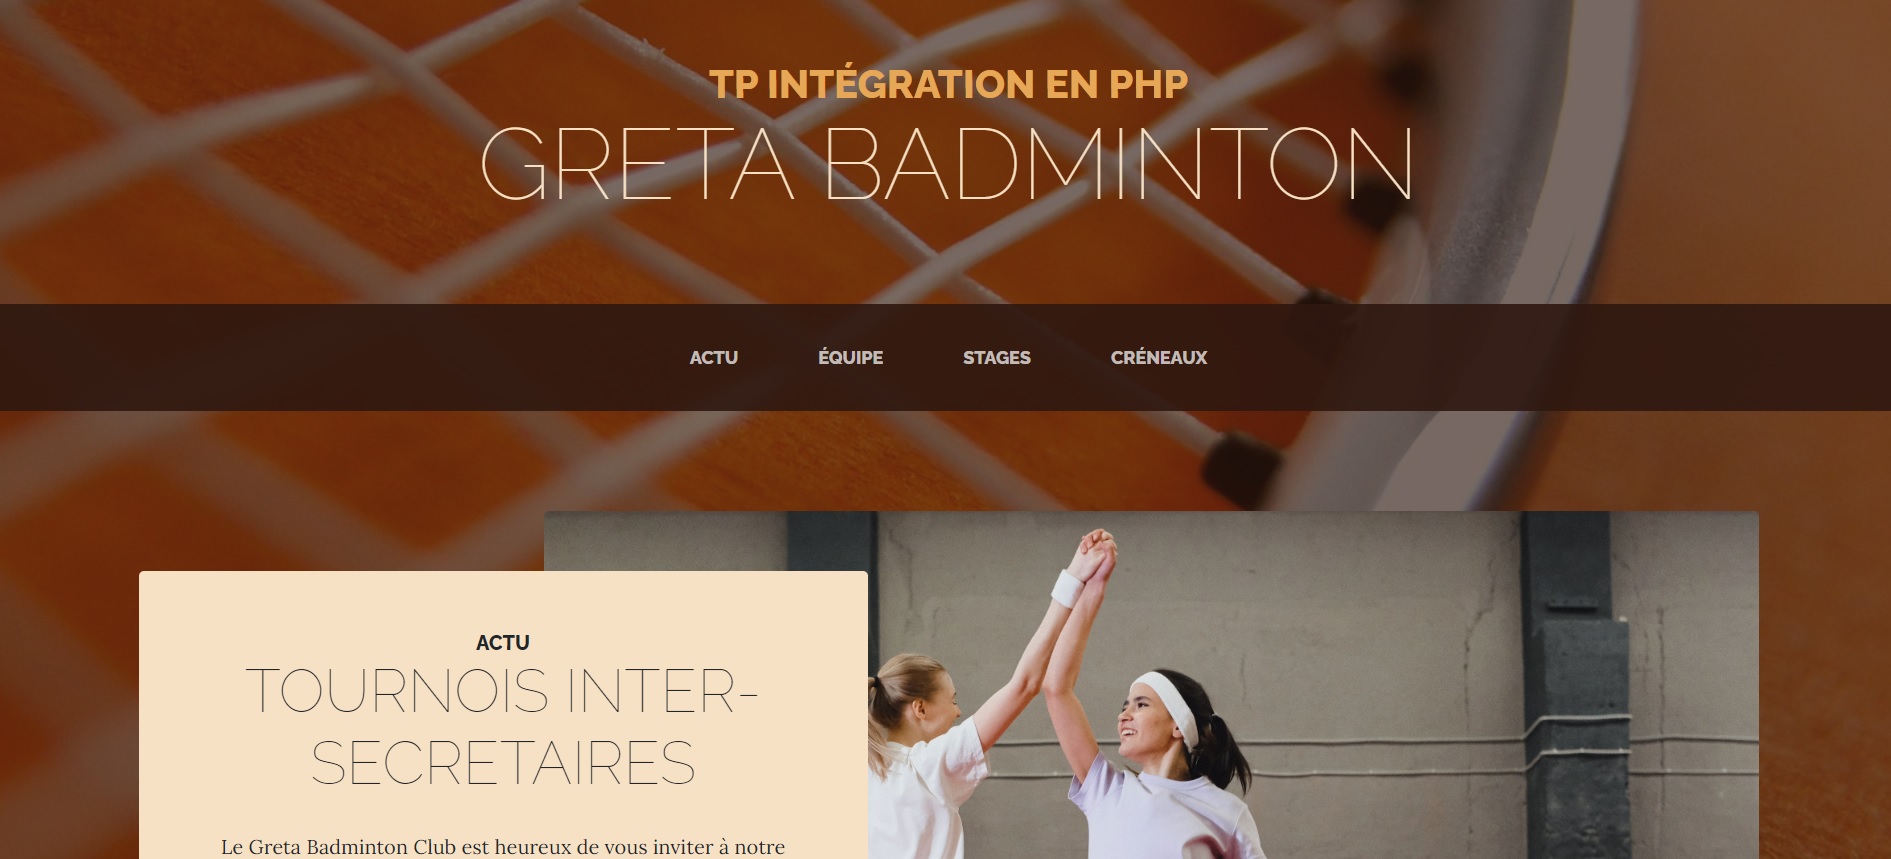 TP INTÉGRATION EN PHP
GRETA BADMINTON
ACTU ÉQUIPE STAGES CRÉNEAUX
ACTU
TOURNOIS INTER-
SECRETAIRES
Le Greta Badminton Club est heureux de vous inviter à notre